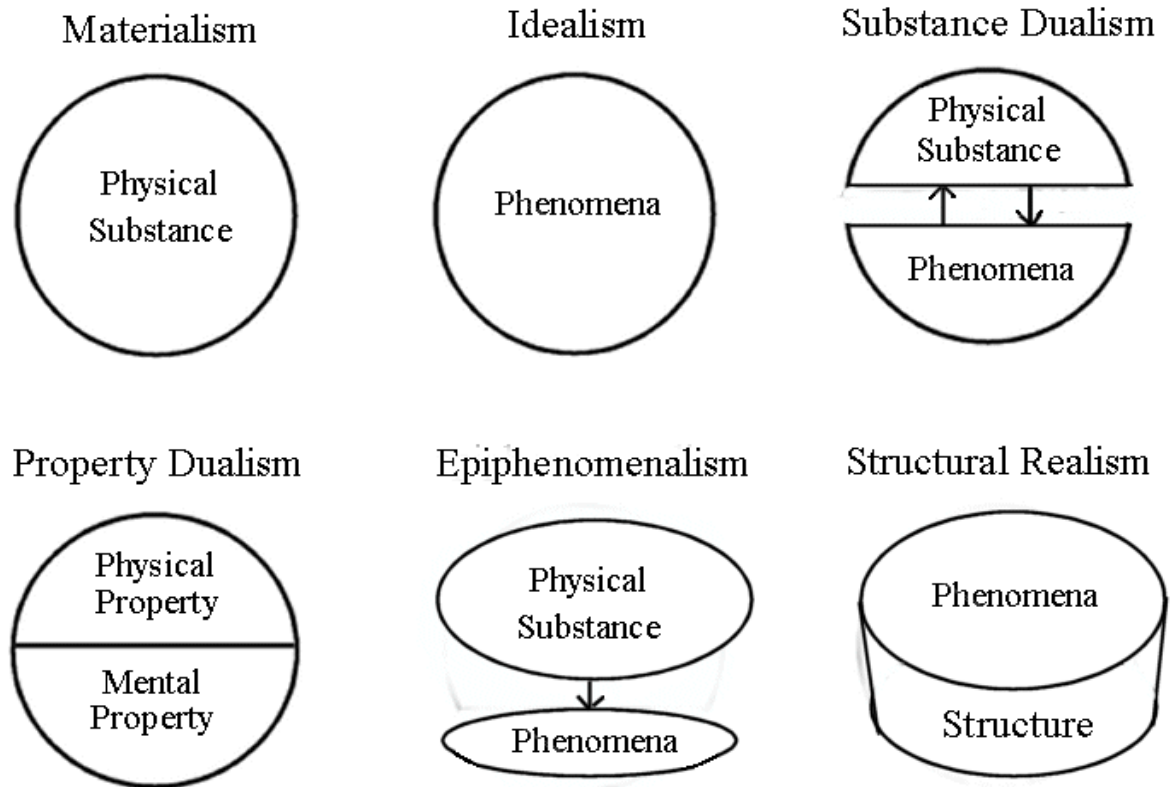 Materialism
Physical
Substance
Idealism
Phenomena
Substance Dualism
Physical
Substance
Phenomena
Property Dualism
Physical
Property
Mental
Property
Epiphenomenalism
Physical
Substance
Phenomena
Structural Realism
Phenomena
Structure